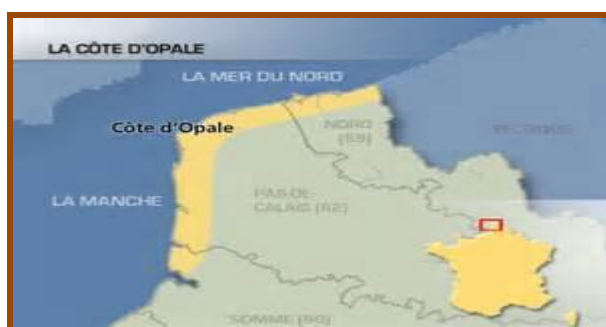 LA CÔTE D'OPALE
LA MER DU NORD
Côte d'Opale
NORD
(59)
BELGIQUE
LA MANCHE
PAS-DE-
CALAIS (62)
SOMME (80)